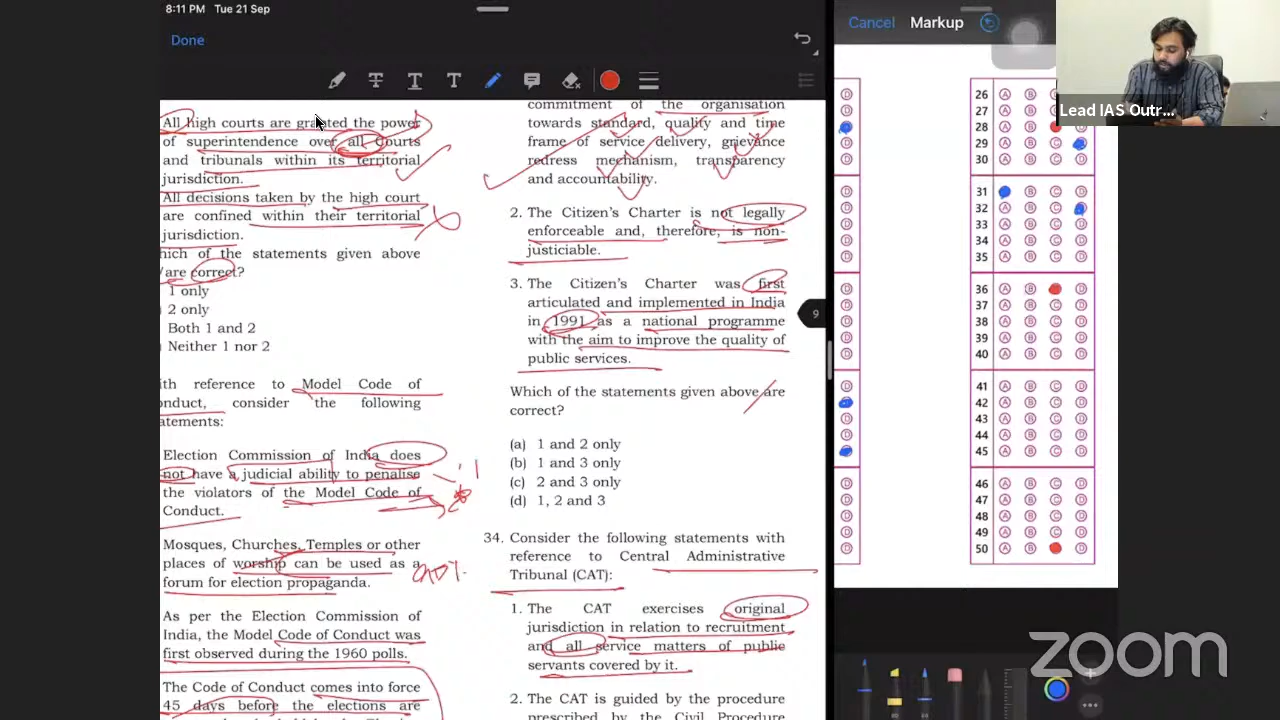 8:11 PM Tue 21 Sep
Done
All high courts are granted the power
of superintendence over all courts
and tribunals within its territorial
jurisdiction.
All decisions taken by the high court
are confined within their territorial
jurisdiction.
hich of the statements given above
/are correct?
1 only
2 only
Both 1 and 2
Neither 1 nor 2
ith reference to Model Code of
onduct, consider the following
atements:
Election Commission of India does
not have a judicial ability to penalise
the violators of the Model Code of
Conduct.
Mosques, Churches, Temples or other
places of worship can be used as a
forum for election propaganda.
As per the Election Commission of
India, the Model Code of Conduct was
first observed during the 1960 polls.
The Code of Conduct comes into force
45 days before the elections are
commitment of the organisation
towards standard, quality and time
frame of service delivery, grievance
redress mechanism, transparency
and accountability.
2. The Citizen's Charter is not legally
enforceable and, therefore, is non-
justiciable.
3. The Citizen's Charter was first
articulated and implemented in India
in 1991 as a national programme
with the aim to improve the quality of
public services.
Which of the statements given above are
correct?
(a) 1 and 2 only
(b) 1 and 3 only
(c) 2 and 3 only
(d) 1, 2 and 3
34. Consider the following statements with
reference to Central Administrative
Tribunal (CAT):
1. The CAT exercises original
jurisdiction in relation to recruitment
and all service matters of public
servants covered by it.
2. The CAT is guided by the procedure
prescribed by the Civil Procedure
9
Cancel Markup
26 A B C
27 A B C
28 A B
29 A B C
30 A B C D
31 B C D
32 A B C
33 A B C D
34 A B C D
35 A B C D
36 A B D
37 A B C D
38 A B C D
39 A B C D
40 A B C D
41 A B C D
42 A B C D
43 A B C D
44 A B C D
45 A B C D
46 A B C D
47 A B C D
48 A B C D
49 A B C D
50 A B D
Lead IAS Outr...
zoom